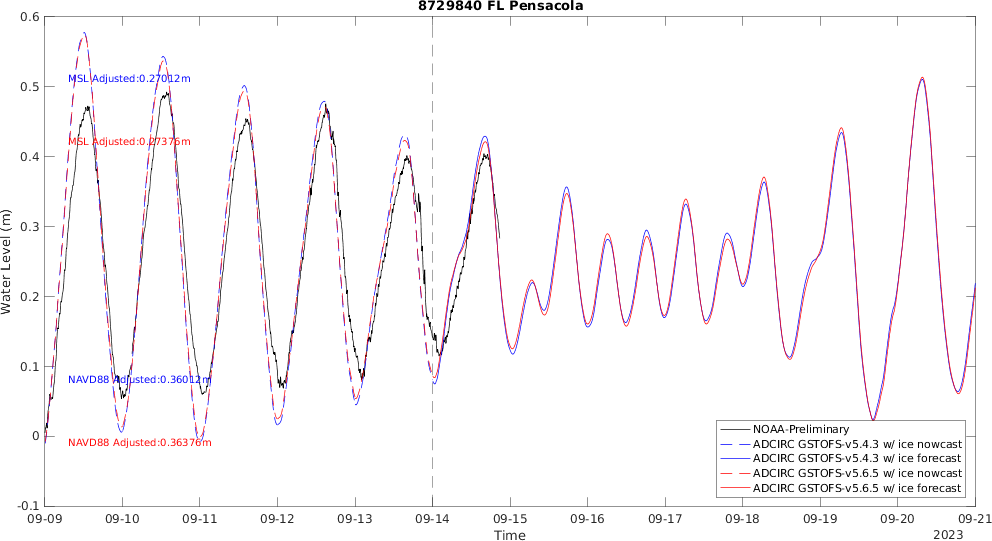 8729840 FL Pensacola
0.6
0.5
0.4
0.3
0.2
0.1
0
-0.1
Water Level (m)
MSL Adjusted:0.27012m
MSL Adjusted:0.27376m
NAVD88 Adjusted:0.36012m
NAVD88 Adjusted:0.36376m
NOAA-Preliminary
ADCIRC GSTOFS-v5.4.3 w/ ice nowcast
ADCIRC GSTOFS-v5.4.3 w/ ice forecast
ADCIRC GSTOFS-v5.6.5 w/ ice nowcast
ADCIRC GSTOFS-v5.6.5 w/ ice forecast
09-09 09-10 09-11 09-12 09-13 09-14 09-15 09-16 09-17 09-18 09-19 09-20 09-21
Time
2023